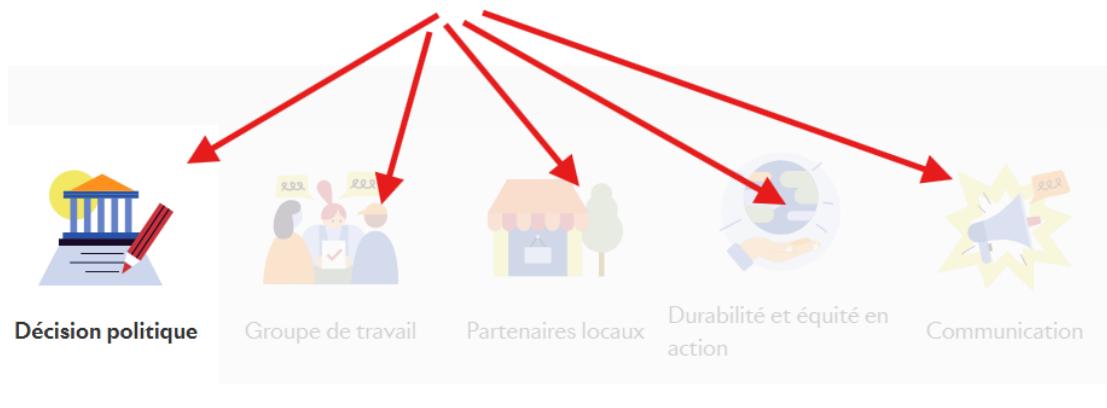 Décision politique
Groupe de travail
Partenaires locaux
Durabilité et équité en
action
Communication